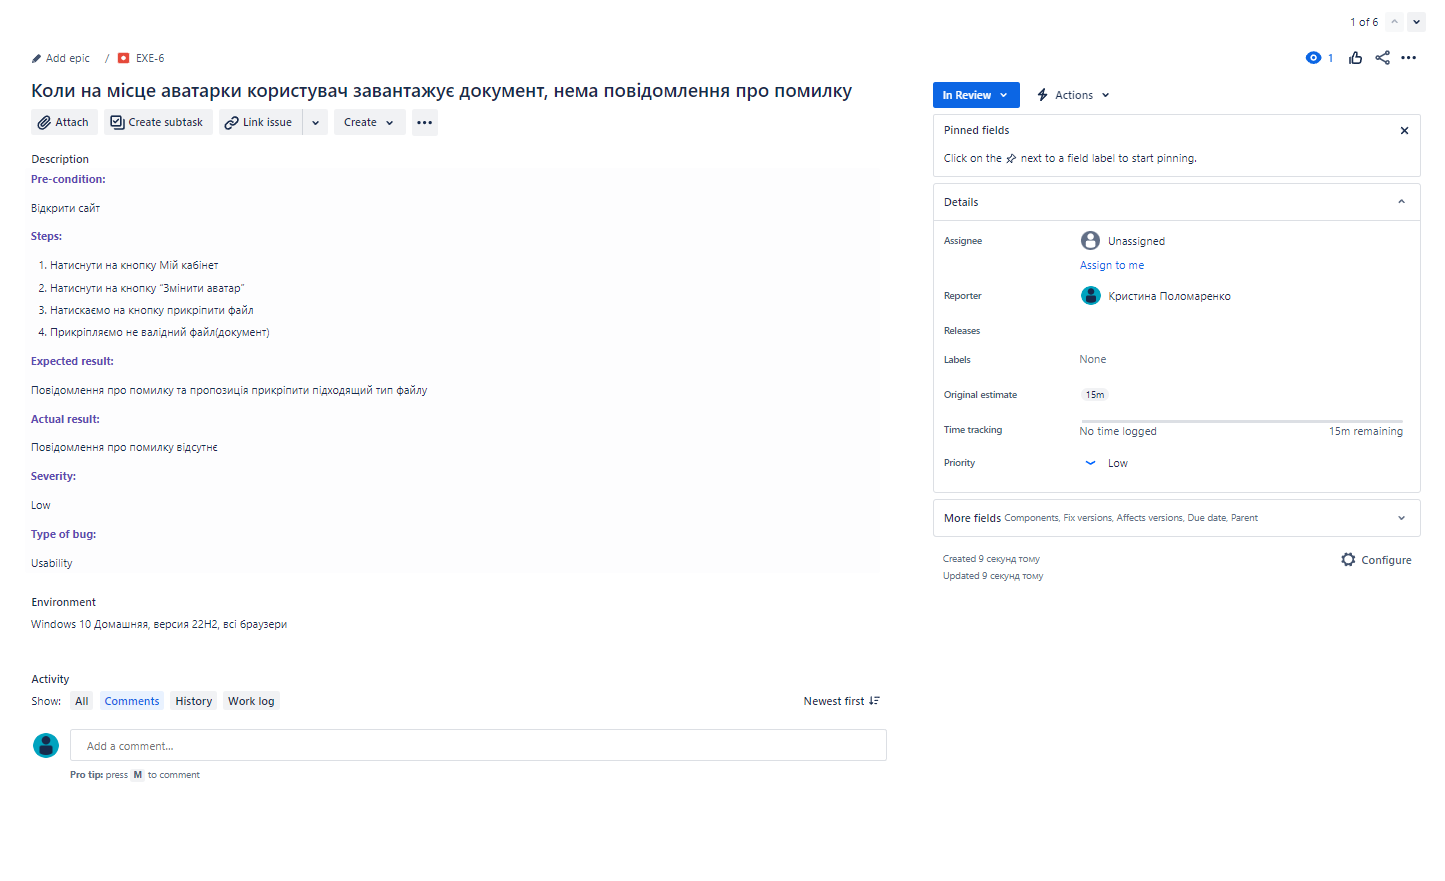 1 of 6
Add epic / EXE-6
1
Коли на місце аватарки користувач завантажує документ, нема повідомлення про помилку
Attach Create subtask Link issue Create
Description
Pre-condition:
Відкрити сайт
Steps:
1. Натиснути на кнопку Мій кабінет
2. Натиснути на кнопку “Змінити аватар”
3. Натискаємо на кнопку прикріпити файл
4. Прикріпляємо не валідний файл(документ)
Expected result:
Повідомлення про помилку та пропозиція прикріпити підходящий тип файлу
Actual result:
Повідомлення про помилку відсутнє
Severity:
Low
Type of bug:
Usability
Environment
Windows 10 Домашняя, версия 22H2, всі браузери
Activity
Show: All Comments History Work log Newest first
Add a comment...
Pro tip: press M to comment
In Review Actions
Pinned fields
Click on the next to a field label to start pinning.
Details
Assignee Unassigned
Assign to me
Reporter Кристина Поломаренко
Releases
Labels None
Original estimate 15m
Time tracking No time logged 15m remaining
Priority Low
More fields Components, Fix versions, Affects versions, Due date, Parent
Created 9 секунд тому
Updated 9 секунд тому
Configure